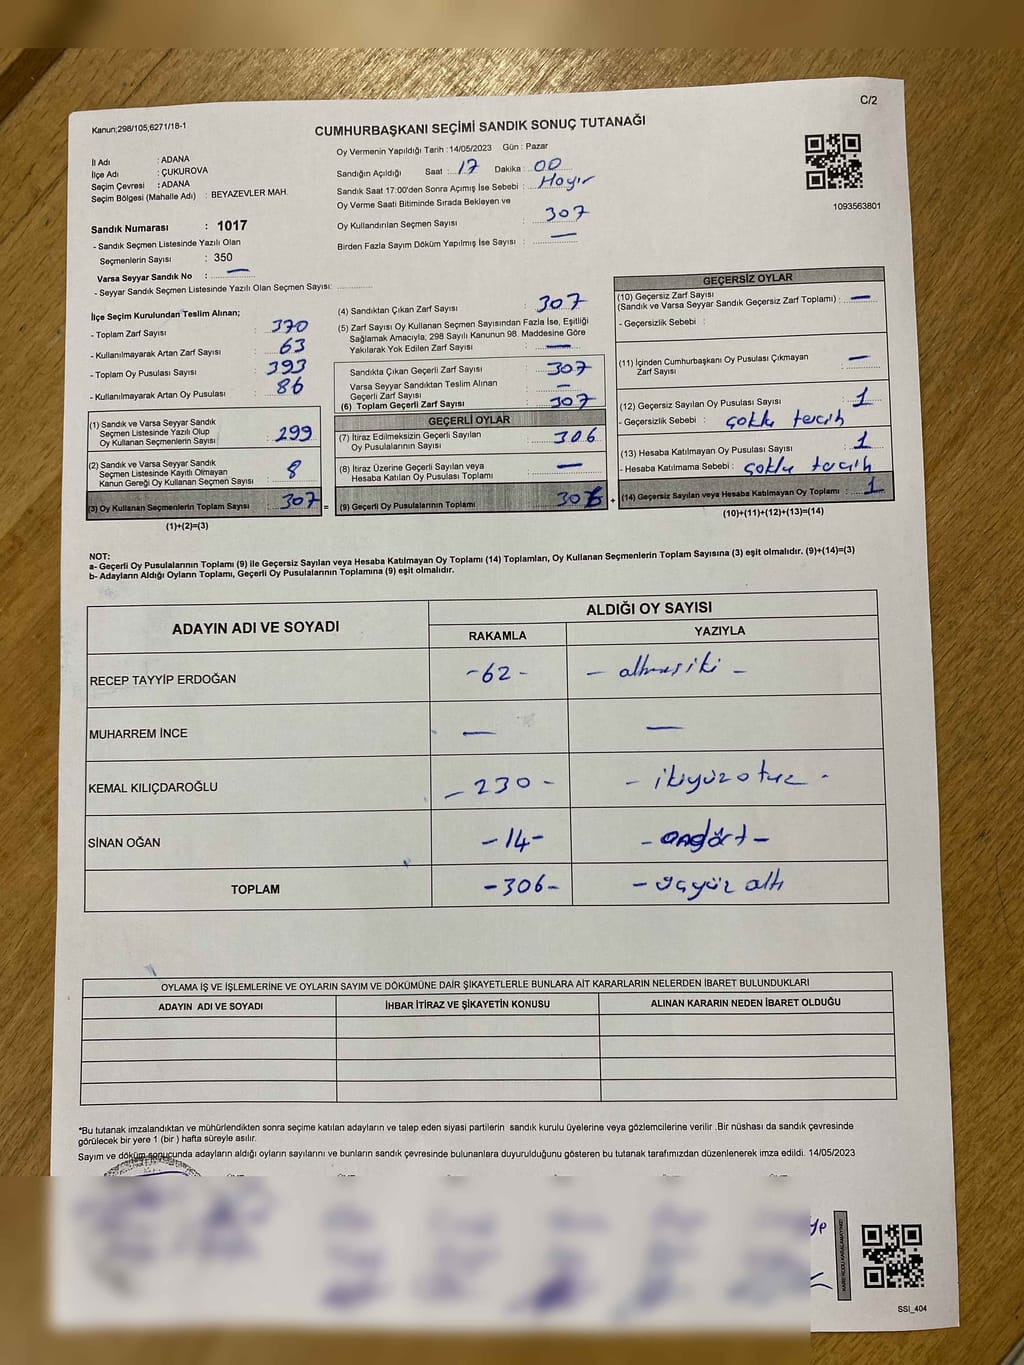 C/2
Kanun;298/105,6271/18-1
CUMHURBAŞKANI SEÇİMİ SANDIK SONUÇ TUTANAĞI
İl Adı : ADANA
İlçe Adı : ÇUKUROVA
Seçim Çevresi : ADANA
Seçim Bölgesi (Mahalle Adı) : BEYAZEVLER MAH.
Sandık Numarası : 1017
- Sandık Seçmen Listesinde Yazılı Olan
Seçmenlerin Sayısı : 350
Varsa Seyyar Sandık No : —
- Seyyar Sandık Seçmen Listesinde Yazılı Olan Seçmen Sayısı:
Oy Vermenin Yapıldığı Tarih : 14/05/2023 Gün : Pazar
Sandığın Açıldığı Saat : 17 Dakika : 00
Sandık Saat 17:00'den Sonra Açımış İse Sebebi : Hayır
Oy Verme Saati Bitiminde Sırada Bekleyen ve
Oy Kullandırılan Seçmen Sayısı : 307
Birden Fazla Sayım Döküm Yapılmış İse Sayısı : —
1093563801
İlçe Seçim Kurulundan Teslim Alınan;
- Toplam Zarf Sayısı : 370
- Kullanılmayarak Artan Zarf Sayısı : 63
- Toplam Oy Pusulası Sayısı : 393
- Kullanılmayarak Artan Oy Pusulası : 86
(1) Sandık ve Varsa Seyyar Sandık
Seçmen Listesinde Yazılı Olup
Oy Kullanan Seçmenlerin Sayısı : 299
(2) Sandık ve Varsa Seyyar Sandık
Seçmen Listesinde Kayıtlı Olmayan
Kanun Gereği Oy Kullanan Seçmen Sayısı : 8
(3) Oy Kullanan Seçmenlerin Toplam Sayısı : 307 =
(1)+(2)=(3)
(4) Sandıktan Çıkan Zarf Sayısı : 307
(5) Zarf Sayısı Oy Kullanan Seçmen Sayısından Fazla İse, Eşitliği
Sağlamak Amacıyla, 298 Sayılı Kanunun 98. Maddesine Göre
Yakılarak Yok Edilen Zarf Sayısı : —
Sandıkta Çıkan Geçerli Zarf Sayısı : 307
Varsa Seyyar Sandıktan Teslim Alınan
Geçerli Zarf Sayısı : —
(6) Toplam Geçerli Zarf Sayısı : 307
GEÇERLİ OYLAR
(7) İtiraz Edilmeksizin Geçerli Sayılan
Oy Pusulalarının Sayısı : 306
(8) İtiraz Üzerine Geçerli Sayılan veya
Hesaba Katılan Oy Pusulası Toplamı : —
(9) Geçerli Oy Pusulalarının Toplamı : 306 +
GEÇERSİZ OYLAR
(10) Geçersiz Zarf Sayısı
(Sandık ve Varsa Seyyar Sandık Geçersiz Zarf Toplamı) : —
- Geçersizlik Sebebi :
(11) İçinden Cumhurbaşkanı Oy Pusulası Çıkmayan
Zarf Sayısı : —
(12) Geçersiz Sayılan Oy Pusulası Sayısı : 1
- Geçersizlik Sebebi : çoklu tercih
(13) Hesaba Katılmayan Oy Pusulası Sayısı : 1
- Hesaba Katılmama Sebebi : çoklu tercih
(14) Geçersiz Sayılan veya Hesaba Katılmayan Oy Toplamı : 1
(10)+(11)+(12)+(13)=(14)
NOT:
a- Geçerli Oy Pusulalarının Toplamı (9) ile Geçersiz Sayılan veya Hesaba Katılmayan Oy Toplamı (14) Toplamları, Oy Kullanan Seçmenlerin Toplam Sayısına (3) eşit olmalıdır. (9)+(14)=(3)
b- Adayların Aldığı Oyların Toplamı, Geçerli Oy Pusulalarının Toplamına (9) eşit olmalıdır.
ADAYIN ADI VE SOYADI
ALDIĞI OY SAYISI
RAKAMLA YAZIYLA
RECEP TAYYİP ERDOĞAN -62- - altmışiki -
MUHARREM İNCE — —
KEMAL KILIÇDAROĞLU -230- - ikiyüzotuz -
SİNAN OĞAN -14- - ondört -
TOPLAM -306- - üçyüz altı
OYLAMA İŞ VE İŞLEMLERİNE VE OYLARIN SAYIM VE DÖKÜMÜNE DAİR ŞİKAYETLERLE BUNLARA AİT KARARLARIN NELERDEN İBARET BULUNDUKLARI
ADAYIN ADI VE SOYADI İHBAR İTİRAZ VE ŞİKAYETİN KONUSU ALINAN KARARIN NEDEN İBARET OLDUĞU
*Bu tutanak imzalandıktan ve mühürlendikten sonra seçime katılan adayların ve talep eden siyasi partilerin sandık kurulu üyelerine veya gözlemcilerine verilir .Bir nüshası da sandık çevresinde
görülecek bir yere 1 (bir ) hafta süreyle asılır.
Sayım ve döküm sonucunda adayların aldığı oyların sayılarını ve bunların sandık çevresinde bulunanlara duyurulduğunu gösteren bu tutanak tarafımızdan düzenlenerek imza edildi. 14/05/2023
SSI_404